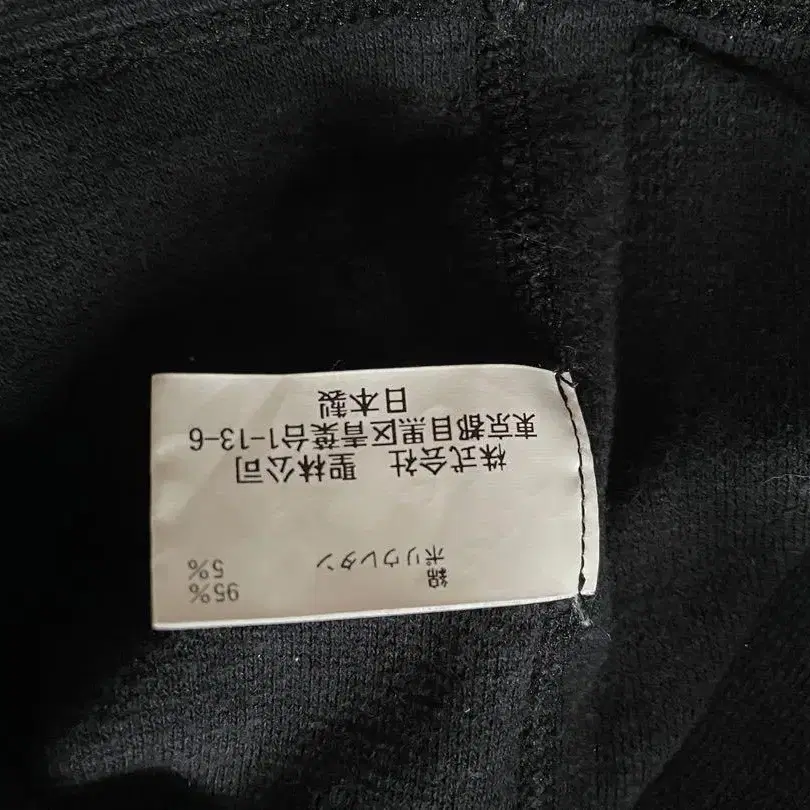 綿 95%
ポリウレタン 5%
株式会社 聖林公司
東京都目黒区青葉台1-13-6
日本製